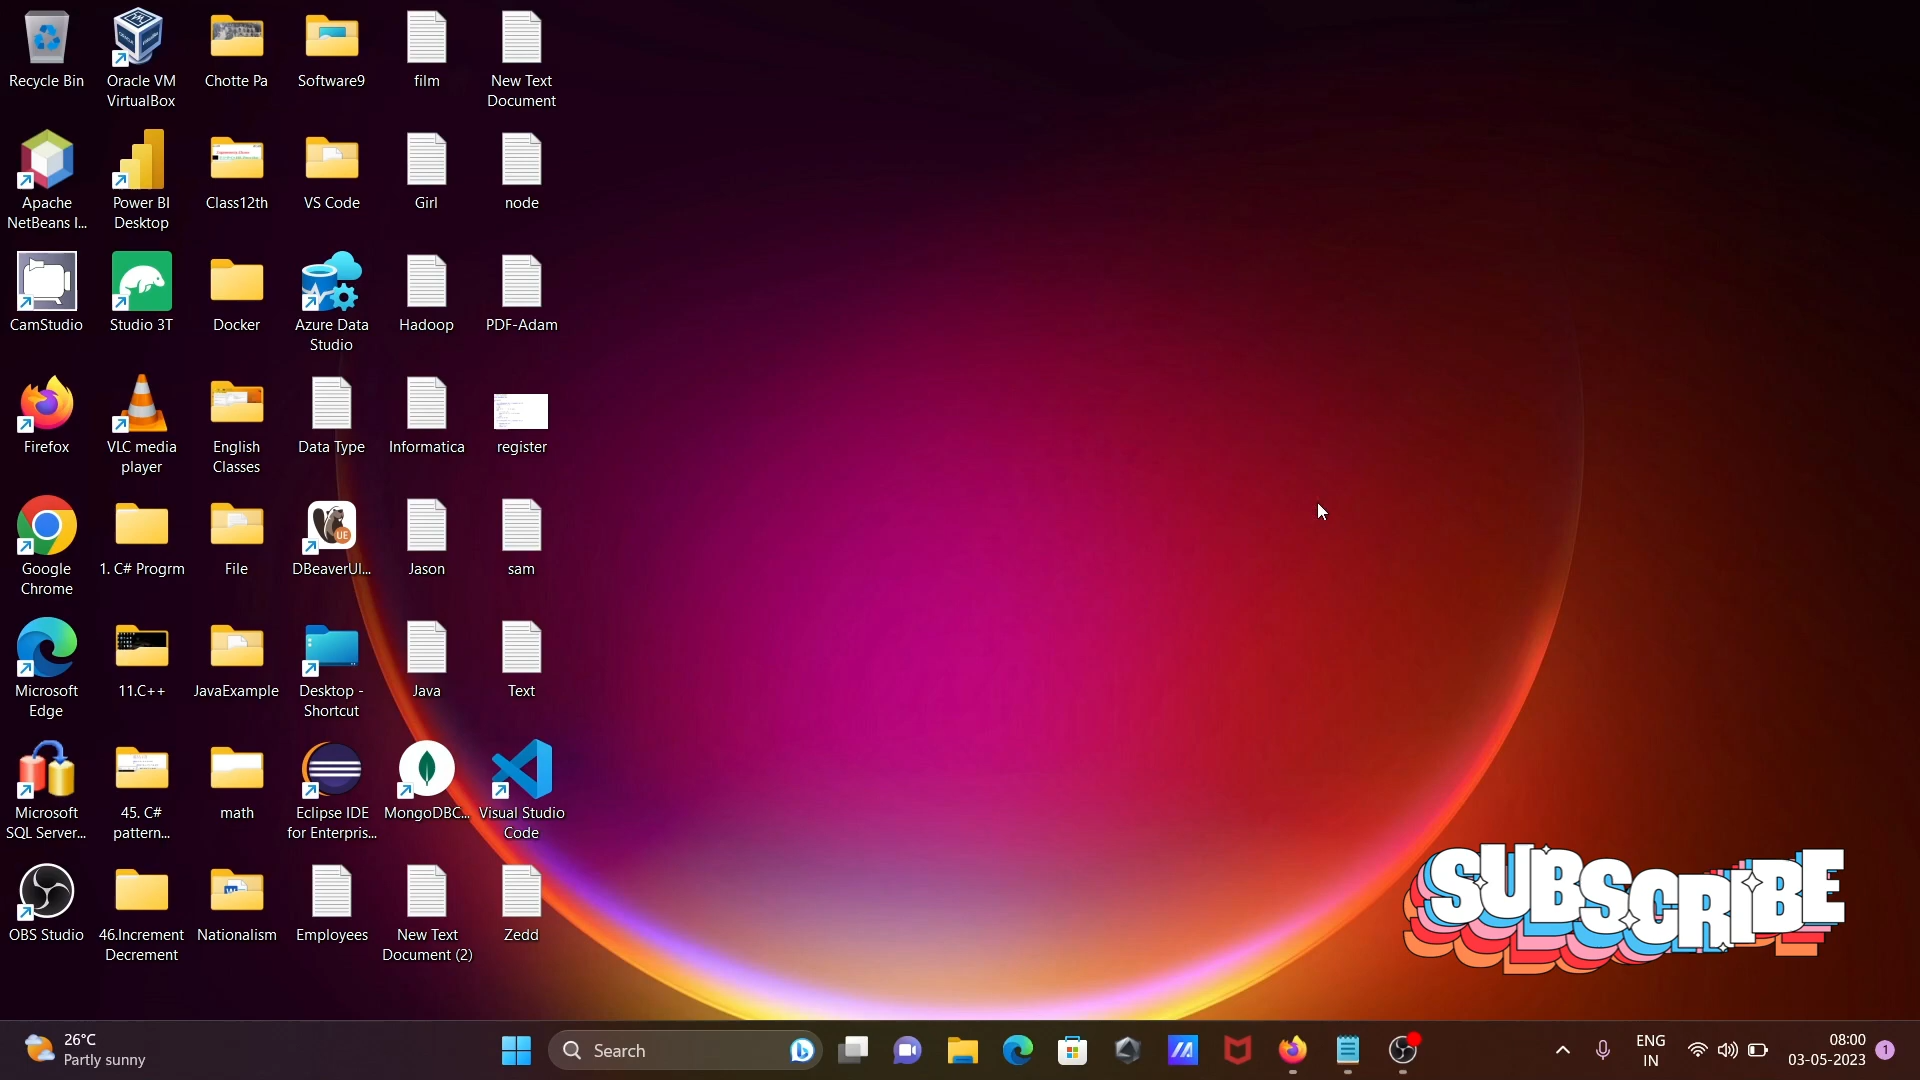 Recycle Bin
Oracle VM
VirtualBox
Chotte Pa
Software9
film
New Text
Document
Apache
NetBeans I...
Power BI
Desktop
Class12th
VS Code
Girl
node
CamStudio
Studio 3T
Docker
Azure Data
Studio
Hadoop
PDF-Adam
Firefox
VLC media
player
English
Classes
Data Type
Informatica
register
Google
Chrome
1. C# Progrm
File
UE
DBeaverUl...
Jason
sam
Microsoft
Edge
11.C++
JavaExample
Desktop -
Shortcut
Java
Text
Microsoft
SQL Server...
45. C#
pattern...
math
Eclipse IDE
for Enterpris...
MongoDBC...
Visual Studio
Code
OBS Studio
46.Increment
Decrement
Nationalism
Employees
New Text
Document (2)
Zedd
SUBSCRIBE
26°C
Partly sunny
Search
ENG
IN
08:00
03-05-2023
1